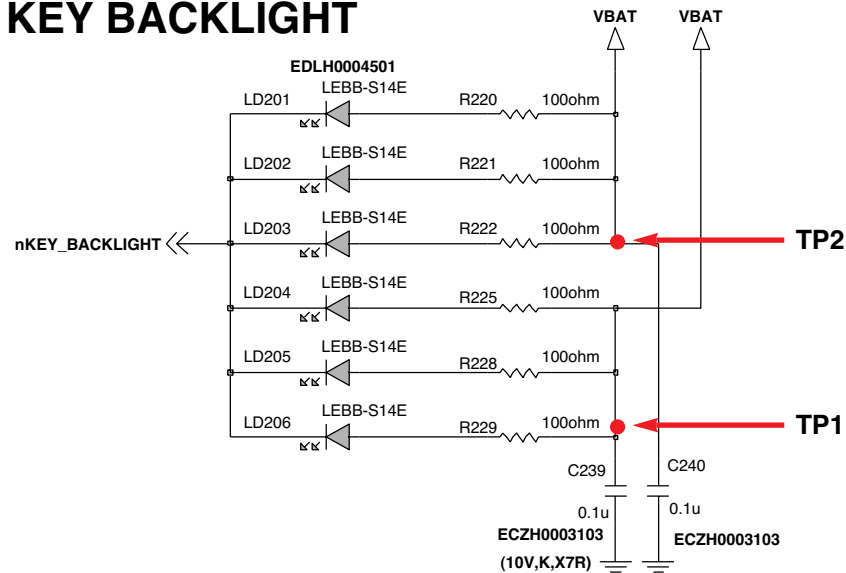 KEY BACKLIGHT
VBAT VBAT
EDLH0004501
LEBB-S14E
LD201 R220 100ohm
LEBB-S14E
LD202 R221 100ohm
LEBB-S14E
LD203 R222 100ohm
nKEY_BACKLIGHT TP2
LEBB-S14E
LD204 R225 100ohm
LEBB-S14E
LD205 R228 100ohm
LEBB-S14E
LD206 R229 100ohm
TP1
C239 C240
0.1u 0.1u
ECZH0003103 ECZH0003103
(10V,K,X7R)